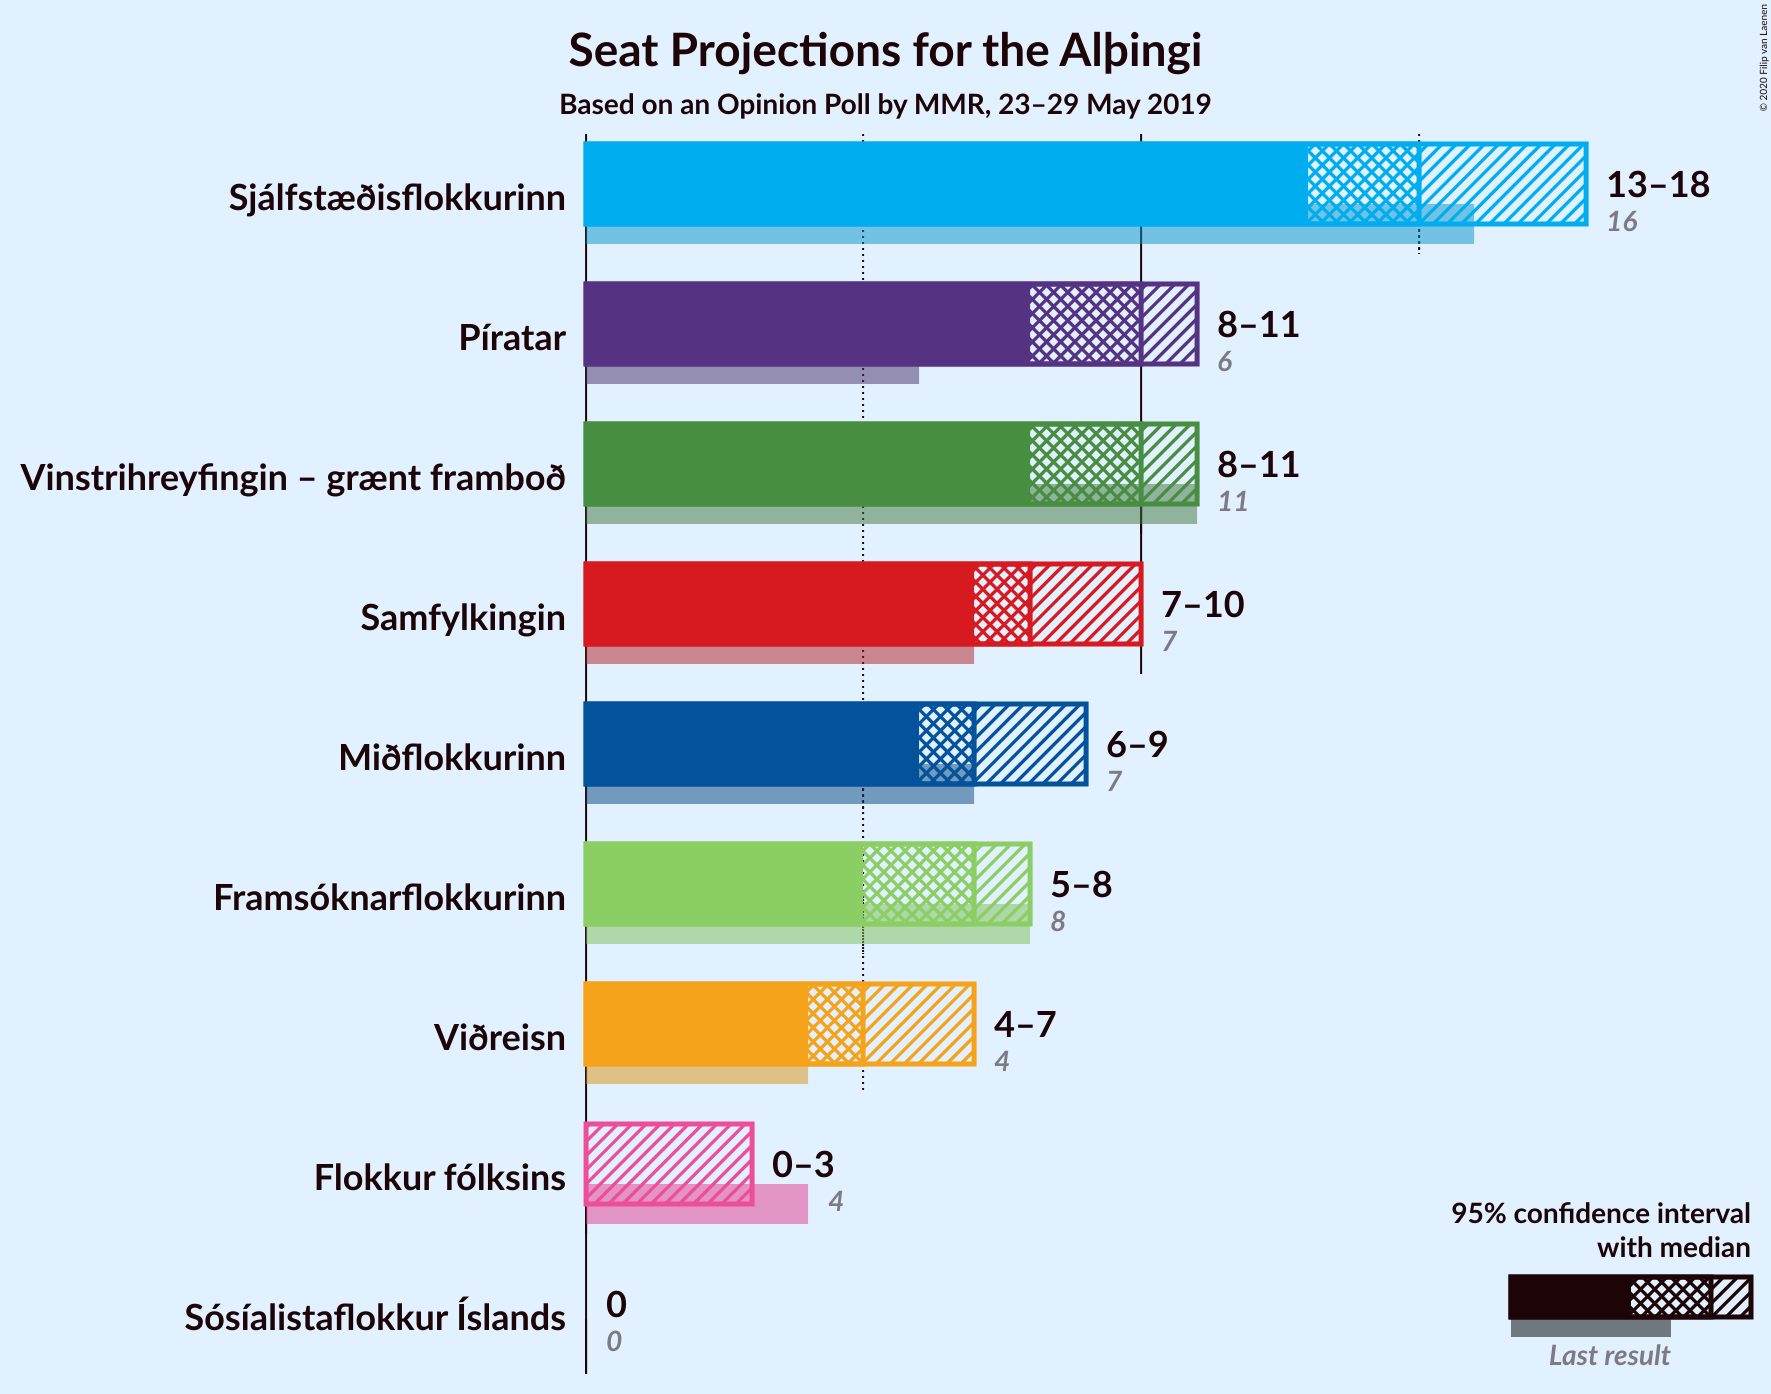 Seat Projections for the Alþingi
Based on an Opinion Poll by MMR, 23–29 May 2019
© 2020 Filip van Laenen
Sjálfstæðisflokkurinn
13–18
16
Píratar
8–11
6
Vinstrihreyfingin – grænt framboð
8–11
11
Samfylkingin
7–10
7
Miðflokkurinn
6–9
7
Framsóknarflokkurinn
5–8
8
Viðreisn
4–7
4
Flokkur fólksins
0–3
4
Sósíalistaflokkur Íslands
0
0
95% confidence interval
with median
Last result